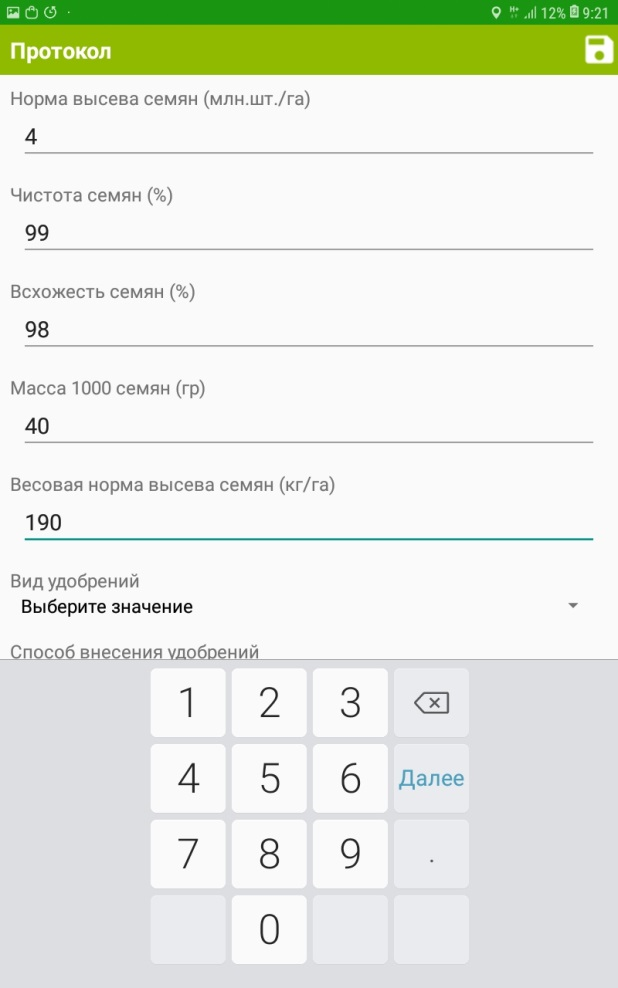 12% 9:21
Протокол
Норма высева семян (млн.шт./га)
4
Чистота семян (%)
99
Всхожесть семян (%)
98
Масса 1000 семян (гр)
40
Весовая норма высева семян (кг/га)
190
Вид удобрений
Выберите значение
Способ внесения удобрений
1 2 3
4 5 6 Далее
7 8 9 .
0